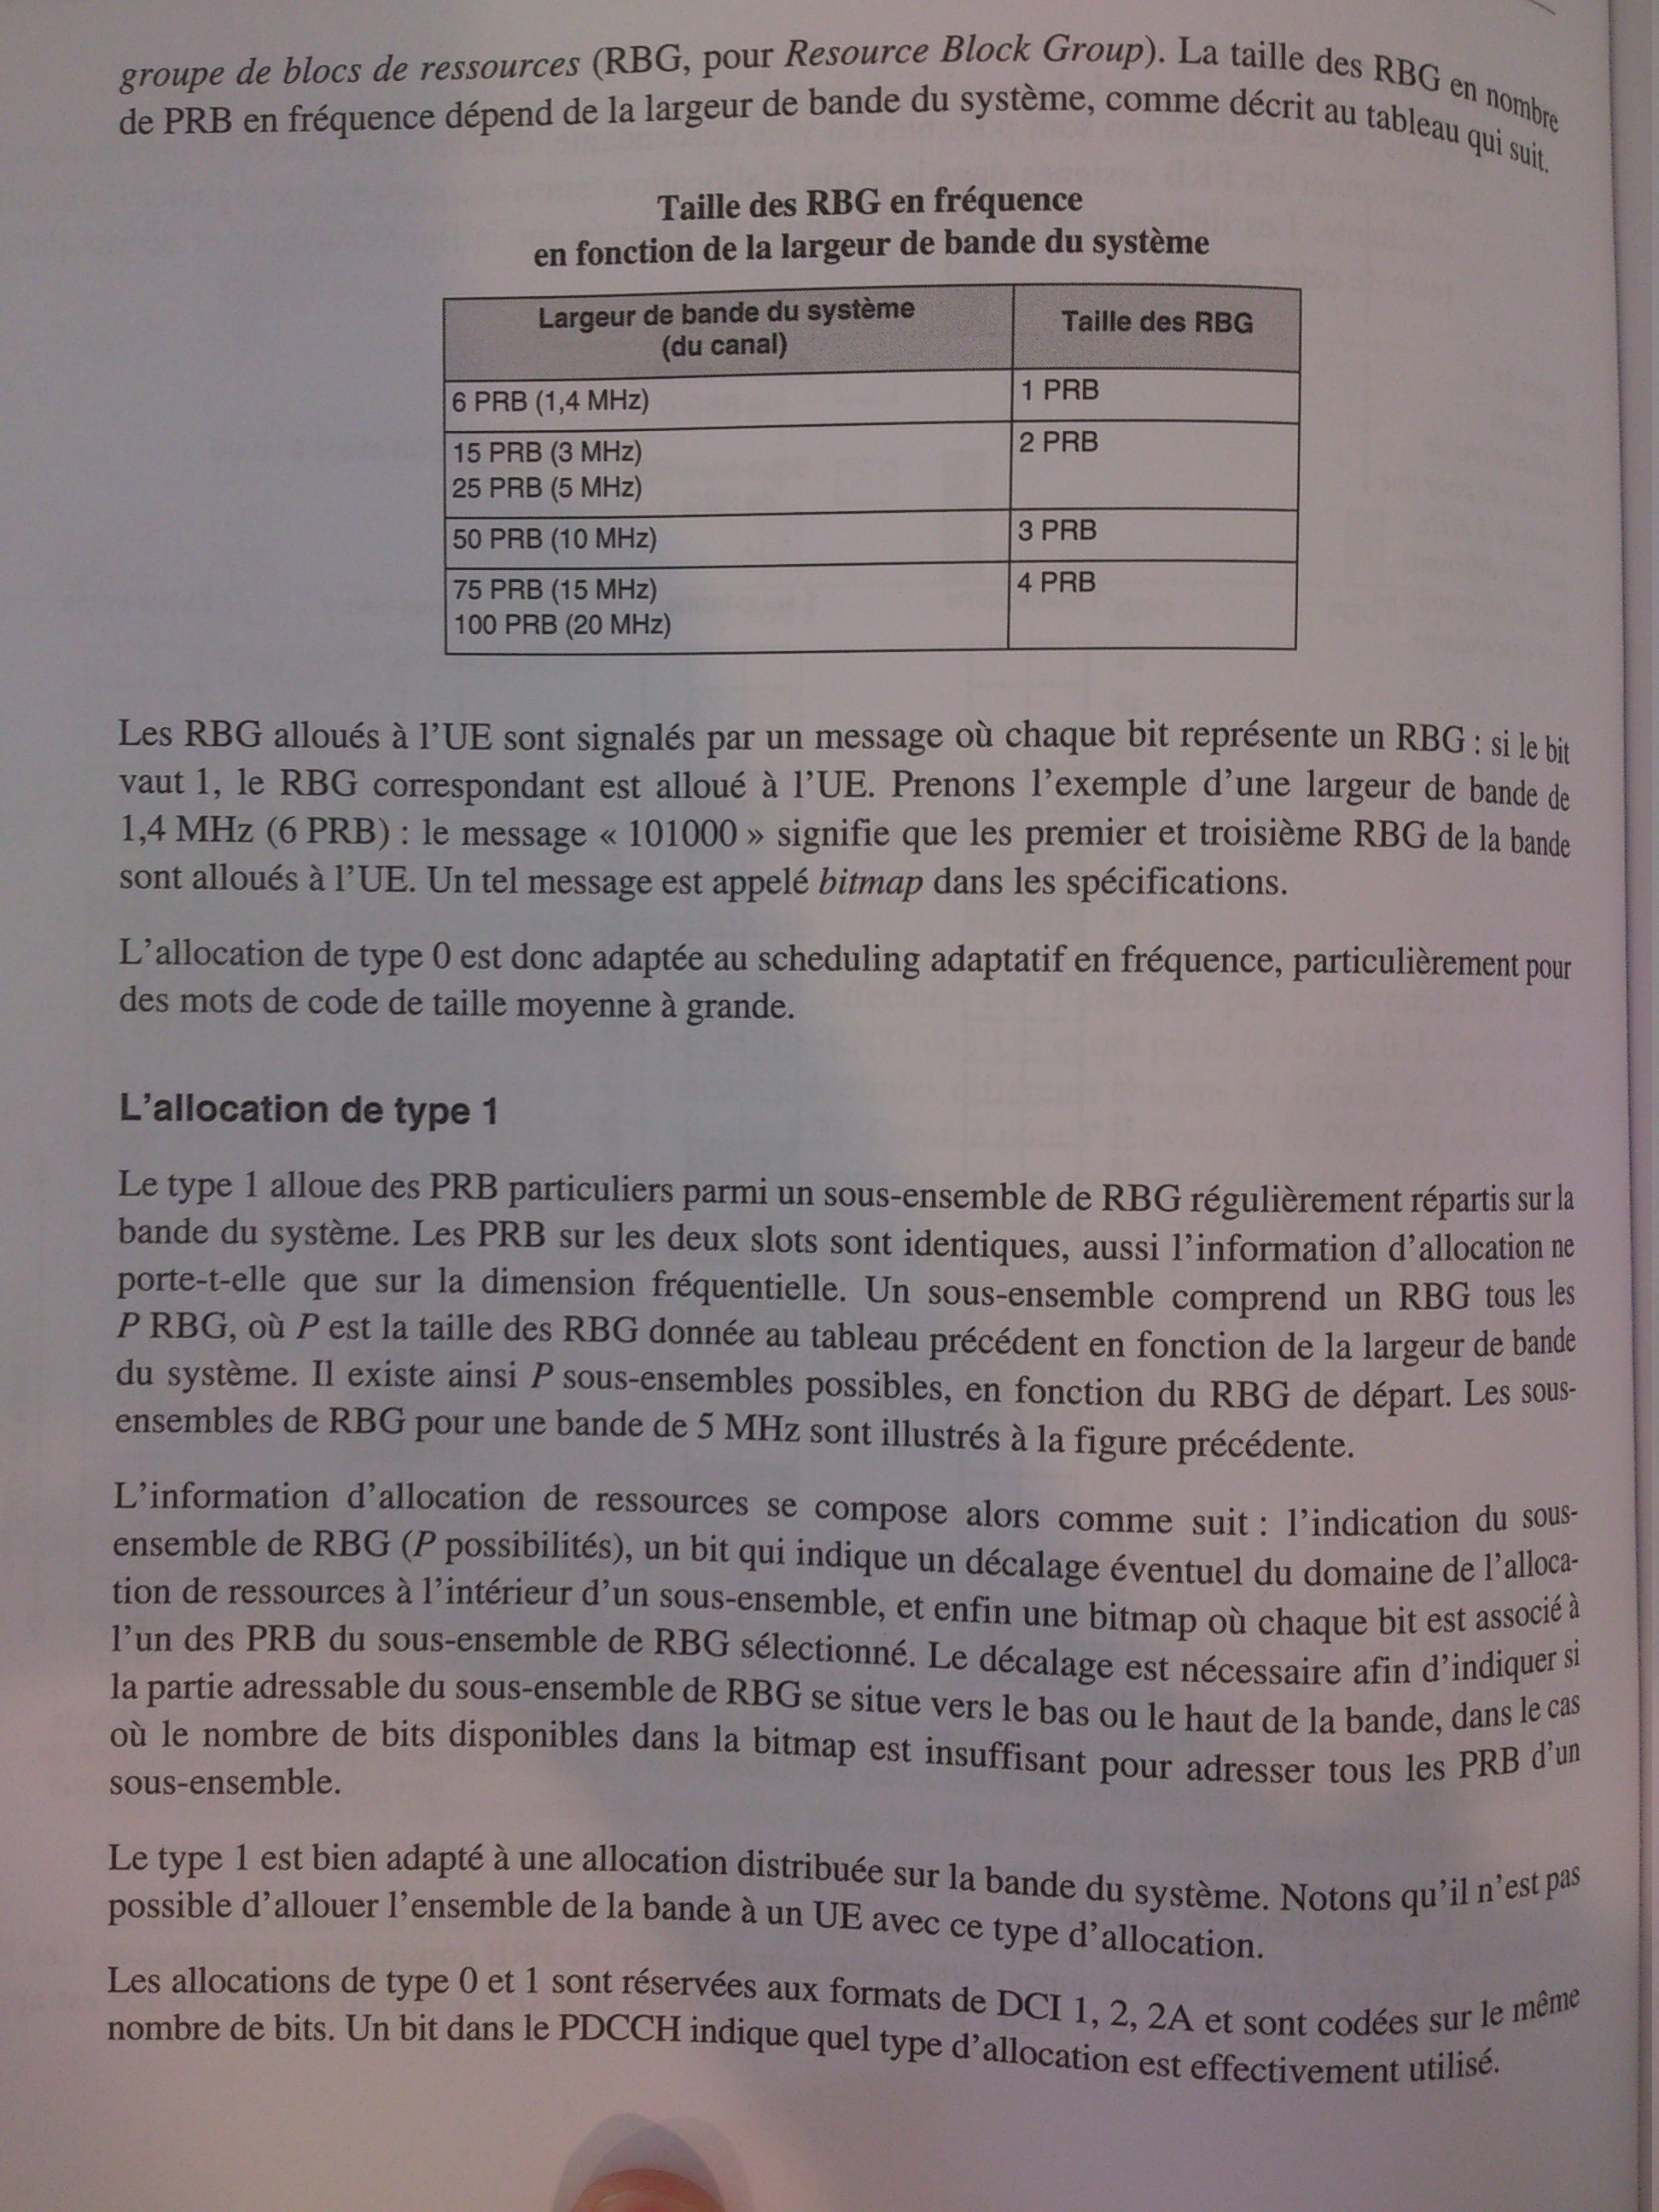 groupe de blocs de ressources (RBG, pour Resource Block Group). La taille des RBG en nombre
de PRB en fréquence dépend de la largeur de bande du système, comme décrit au tableau qui suit.
Taille des RBG en fréquence
en fonction de la largeur de bande du système
Largeur de bande du système
(du canal)
Taille des RBG
6 PRB (1,4 MHz)
1 PRB
15 PRB (3 MHz)
25 PRB (5 MHz)
2 PRB
50 PRB (10 MHz)
3 PRB
75 PRB (15 MHz)
100 PRB (20 MHz)
4 PRB
Les RBG alloués à l'UE sont signalés par un message où chaque bit représente un RBG : si le bit
vaut 1, le RBG correspondant est alloué à l'UE. Prenons l'exemple d'une largeur de bande de
1,4 MHz (6 PRB) : le message « 101000 » signifie que les premier et troisième RBG de la bande
sont alloués à l'UE. Un tel message est appelé bitmap dans les spécifications.
L'allocation de type 0 est donc adaptée au scheduling adaptatif en fréquence, particulièrement pour
des mots de code de taille moyenne à grande.
L'allocation de type 1
Le type 1 alloue des PRB particuliers parmi un sous-ensemble de RBG régulièrement répartis sur la
bande du système. Les PRB sur les deux slots sont identiques, aussi l'information d'allocation ne
porte-t-elle que sur la dimension fréquentielle. Un sous-ensemble comprend un RBG tous les
P RBG, où P est la taille des RBG donnée au tableau précédent en fonction de la largeur de bande
du système. Il existe ainsi P sous-ensembles possibles, en fonction du RBG de départ. Les sous-
ensembles de RBG pour une bande de 5 MHz sont illustrés à la figure précédente.
L'information d'allocation de ressources se compose alors comme suit : l'indication du sous-
ensemble de RBG (P possibilités), un bit qui indique un décalage éventuel du domaine de l'alloca-
tion de ressources à l'intérieur d'un sous-ensemble, et enfin une bitmap où chaque bit est associé à
l'un des PRB du sous-ensemble de RBG sélectionné. Le décalage est nécessaire afin d'indiquer si
la partie adressable du sous-ensemble de RBG se situe vers le bas ou le haut de la bande, dans le cas
où le nombre de bits disponibles dans la bitmap est insuffisant pour adresser tous les PRB d'un
sous-ensemble.
Le type 1 est bien adapté à une allocation distribuée sur la bande du système. Notons qu'il n'est pas
possible d'allouer l'ensemble de la bande à un UE avec ce type d'allocation.
Les allocations de type 0 et 1 sont réservées aux formats de DCI 1, 2, 2A et sont codées sur le même
nombre de bits. Un bit dans le PDCCH indique quel type d'allocation est effectivement utilisé.